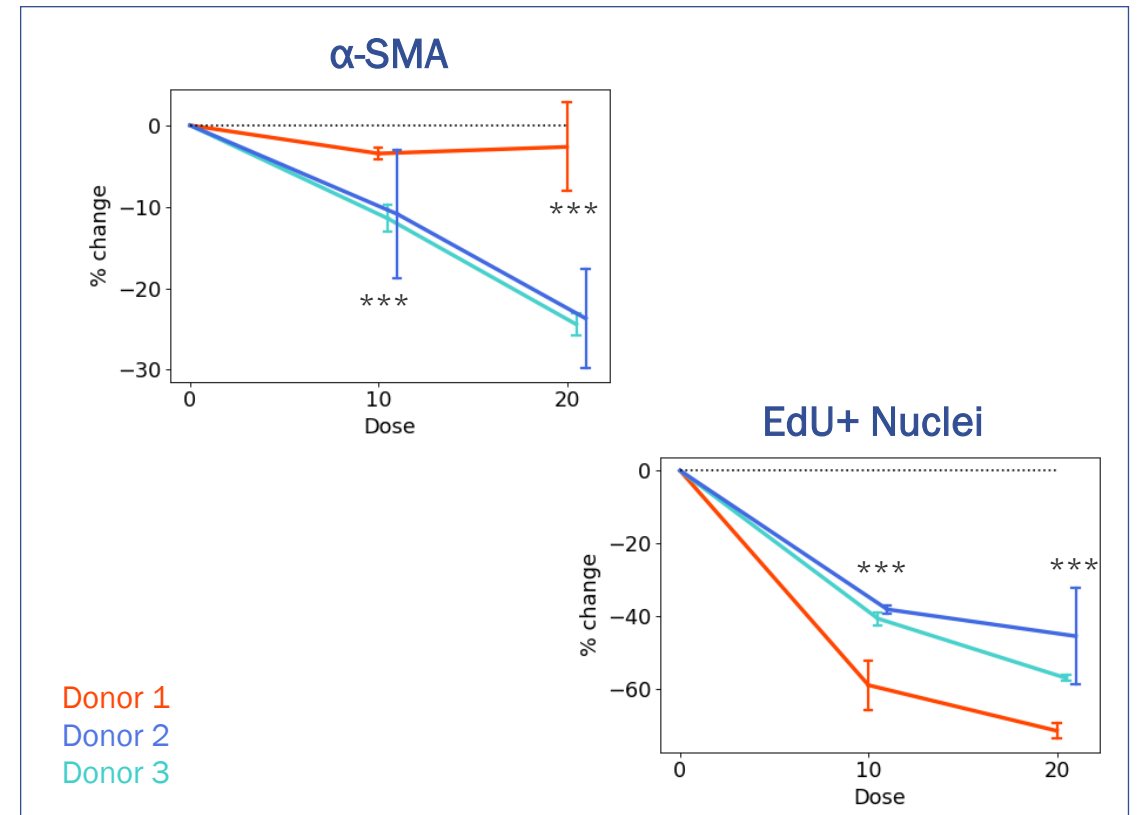 α-SMA
0
−10
−20
−30
% change
***
***
0
10
20
Dose
EdU+ Nuclei
0
−20
−40
−60
% change
***
***
0
10
20
Dose
Donor 1
Donor 2
Donor 3